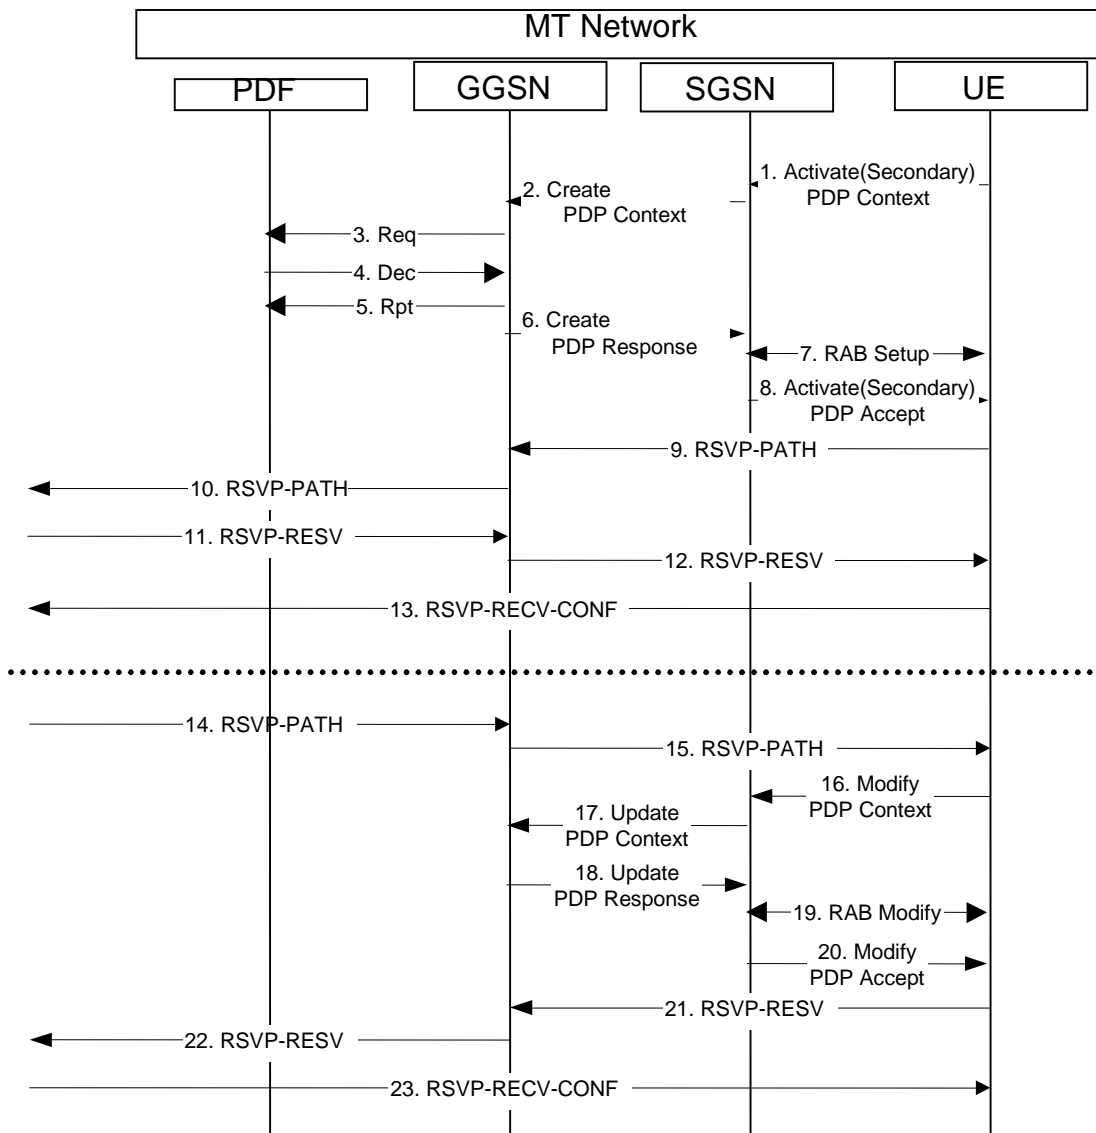 MT Network
PDF
GGSN
SGSN
UE
1. Activate(Secondary)
PDP Context
2. Create
PDP Context
3. Req
4. Dec
5. Rpt
6. Create
PDP Response
7. RAB Setup
8. Activate(Secondary)
PDP Accept
9. RSVP-PATH
10. RSVP-PATH
11. RSVP-RESV
12. RSVP-RESV
13. RSVP-RECV-CONF
14. RSVP-PATH
15. RSVP-PATH
16. Modify
PDP Context
17. Update
PDP Context
18. Update
PDP Response
19. RAB Modify
20. Modify
PDP Accept
21. RSVP-RESV
22. RSVP-RESV
23. RSVP-RECV-CONF